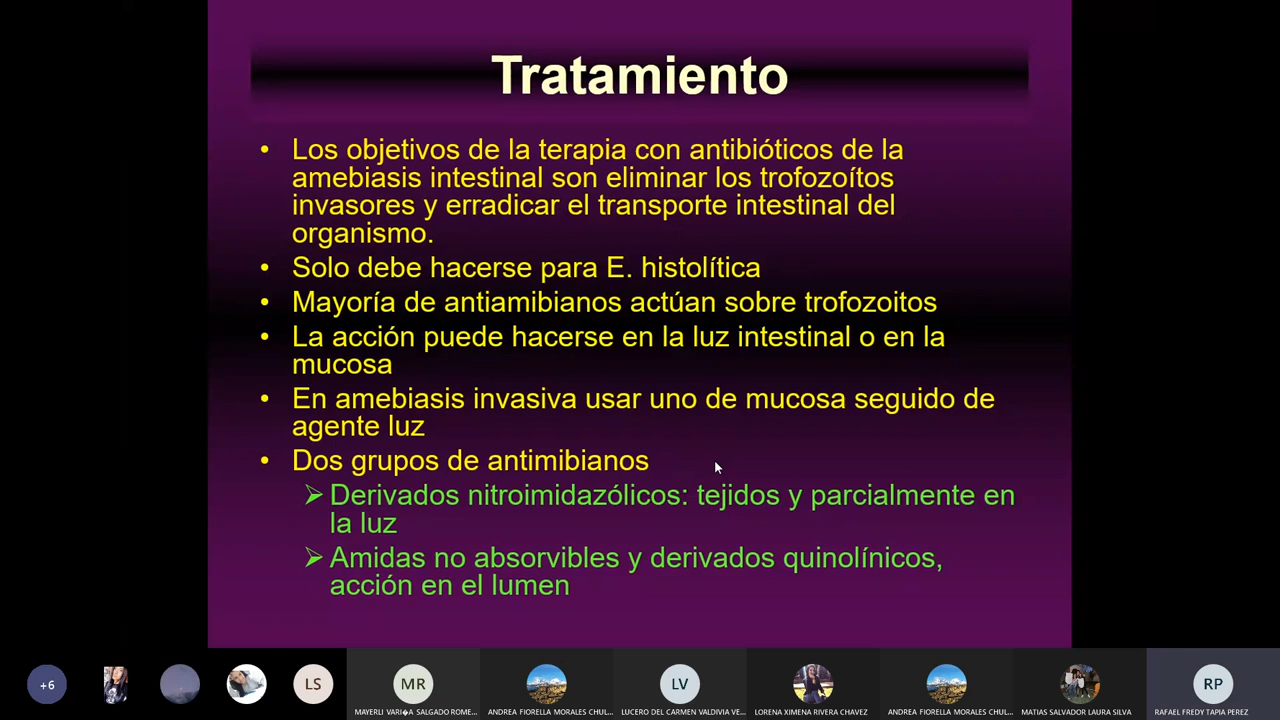 Tratamiento
• Los objetivos de la terapia con antibióticos de la
amebiasis intestinal son eliminar los trofozoítos
invasores y erradicar el transporte intestinal del
organismo.
• Solo debe hacerse para E. histolítica
• Mayoría de antiamibianos actúan sobre trofozoitos
• La acción puede hacerse en la luz intestinal o en la
mucosa
• En amebiasis invasiva usar uno de mucosa seguido de
agente luz
• Dos grupos de antimibianos
➢ Derivados nitroimidazólicos: tejidos y parcialmente en
la luz
➢ Amidas no absorvibles y derivados quinolínicos,
acción en el lumen
+6
LS
MR
LV
RP
MAYERLI VARI�A SALGADO ROME...
ANDREA FIORELLA MORALES CHUL...
LUCERO DEL CARMEN VALDIVIA VE...
LORENA XIMENA RIVERA CHAVEZ
ANDREA FIORELLA MORALES CHUL...
MATIAS SALVADOR LAURA SILVA
RAFAEL FREDY TAPIA PEREZ